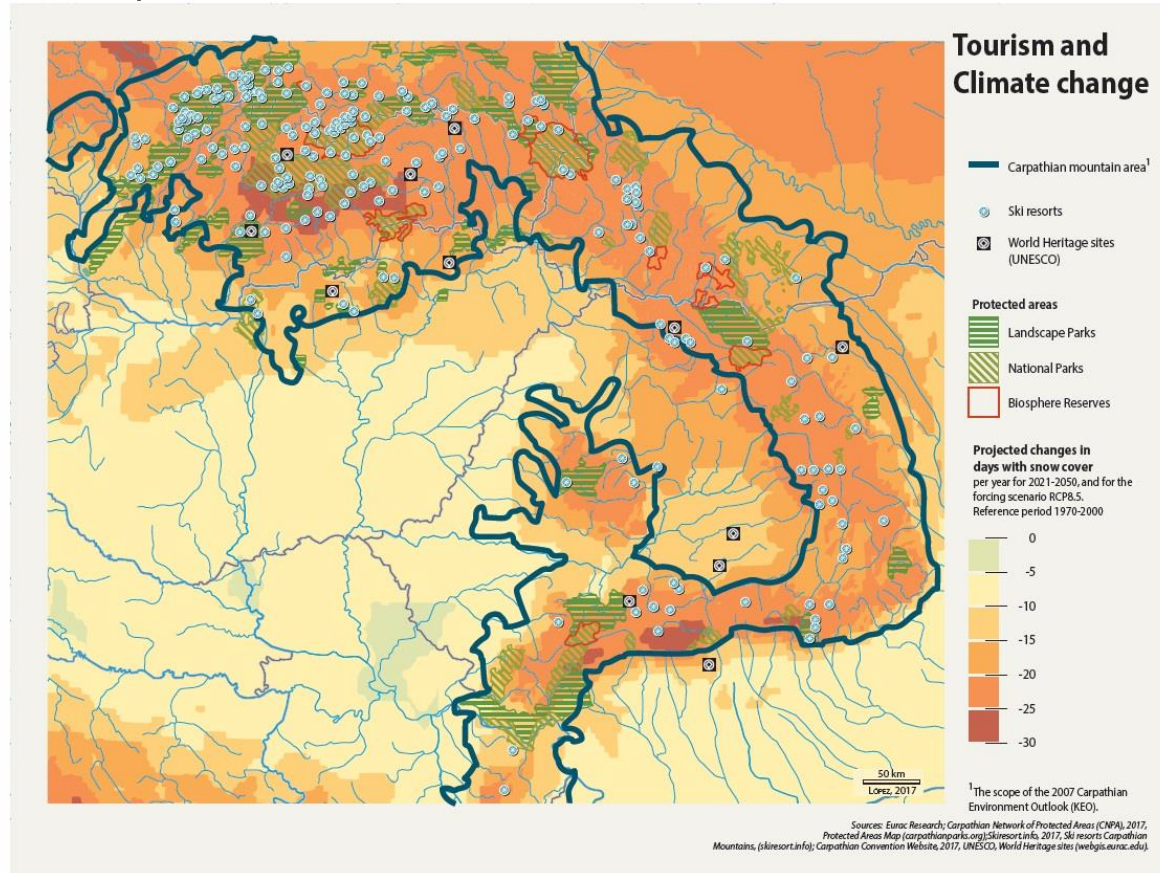 Tourism and
Climate change
Carpathian mountain area¹
Ski resorts
World Heritage sites
(UNESCO)
Protected areas
Landscape Parks
National Parks
Biosphere Reserves
Projected changes in
days with snow cover
per year for 2021-2050, and for the
forcing scenario RCP8.5.
Reference period 1970-2000
0
-5
-10
-15
-20
-25
-30
50 km
López, 2017
¹The scope of the 2007 Carpathian
Environment Outlook (KEO).
Sources: Eurac Research; Carpathian Network of Protected Areas (CNPA), 2017,
Protected Areas Map (carpathianparks.org);Skiresort.info, 2017, Ski resorts Carpathian
Mountains, (skiresort.info); Carpathian Convention Website, 2017, UNESCO, World Heritage sites (webgis.eurac.edu).